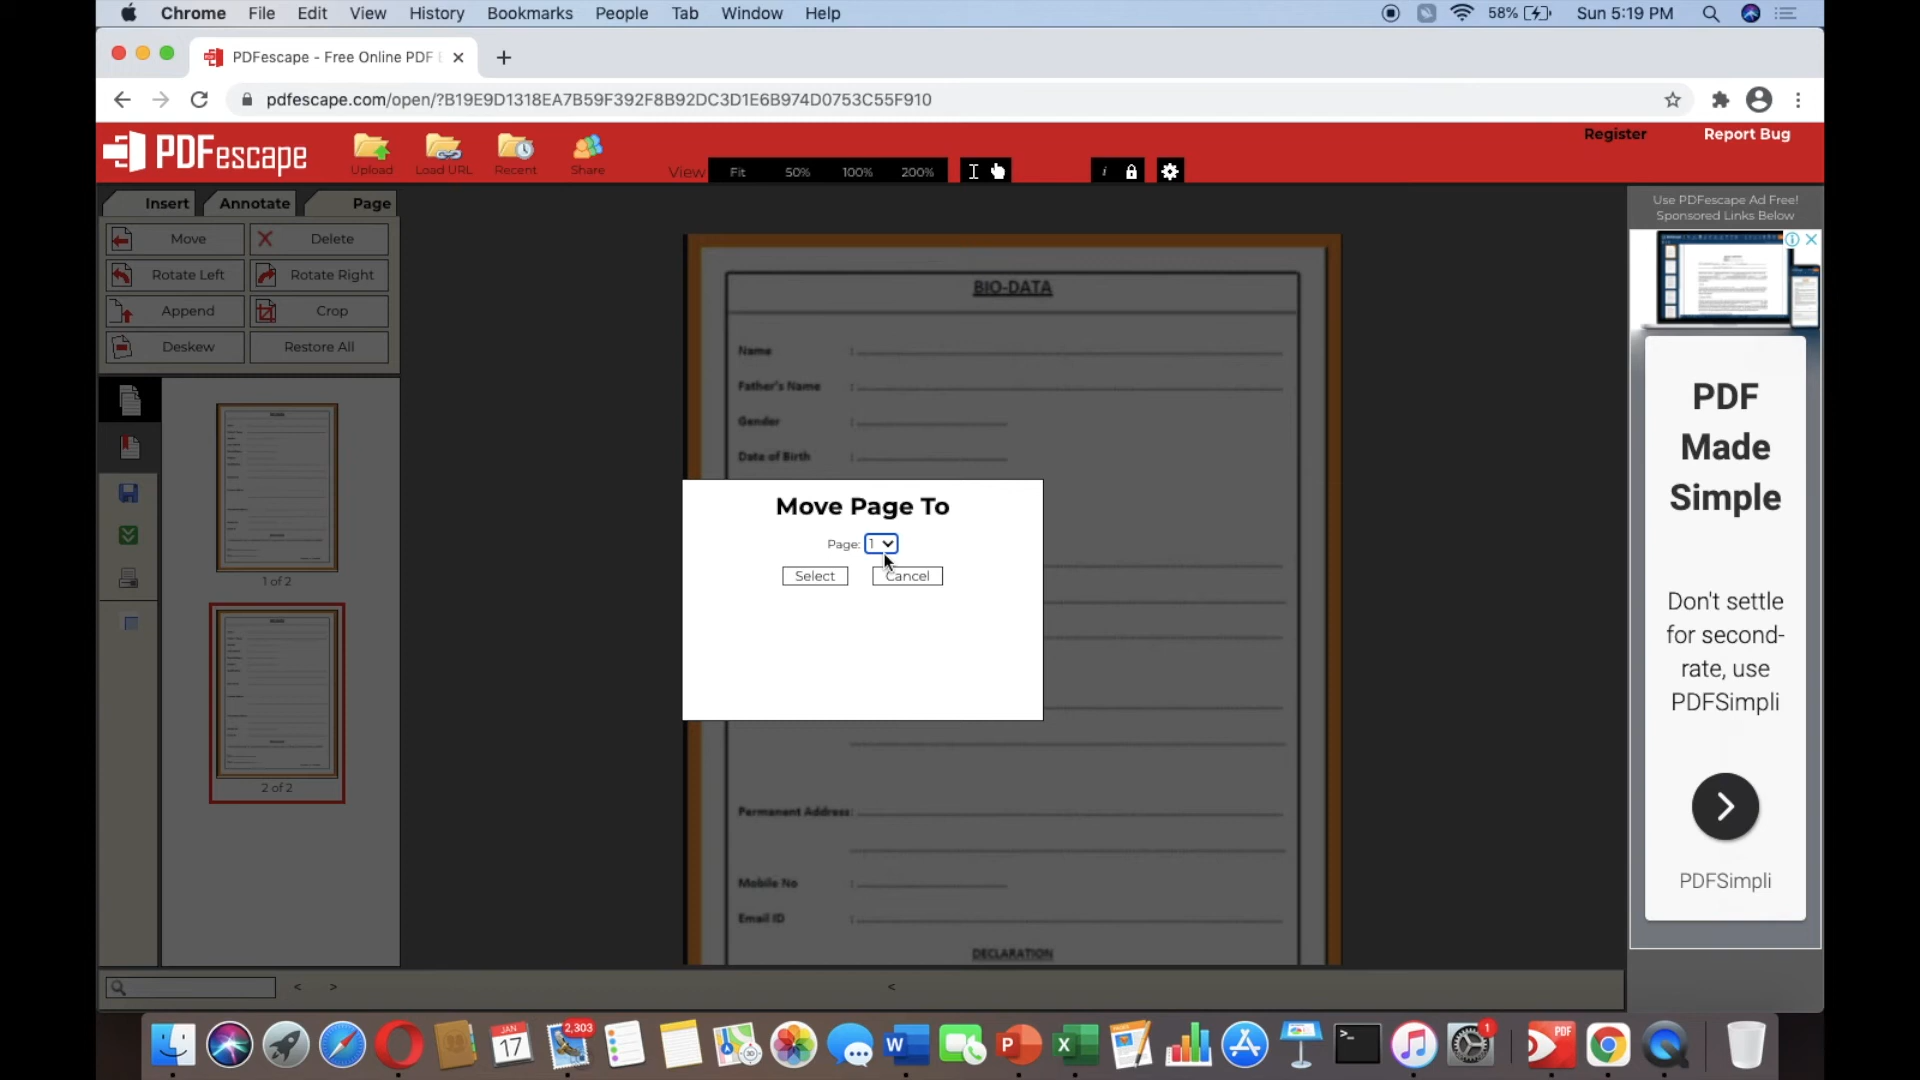 Chrome File Edit View History Bookmarks People Tab Window Help 58% Sun 5:19 PM
PDFescape - Free Online PDF E
pdfescape.com/open/?B19E9D1318EA7B59F392F8B92DC3D1E6B974D0753C55F910
PDFescape Upload Load URL Recent Share View Fit 50% 100% 200% i Register Report Bug
Insert Annotate Page
Move Delete
Rotate Left Rotate Right
Append Crop
Deskew Restore All
1 of 2
2 of 2
BIO-DATA
Name :
Father's Name :
Gender :
Date of Birth :
Move Page To
Page: 1
Select Cancel
Permanent Address:
Mobile No :
Email ID :
DECLARATION
Use PDFescape Ad Free!
Sponsored Links Below
PDF
Made
Simple
Don't settle
for second-
rate, use
PDFSimpli
PDFSimpli
< > <
JAN
17
2,303
1
PDF